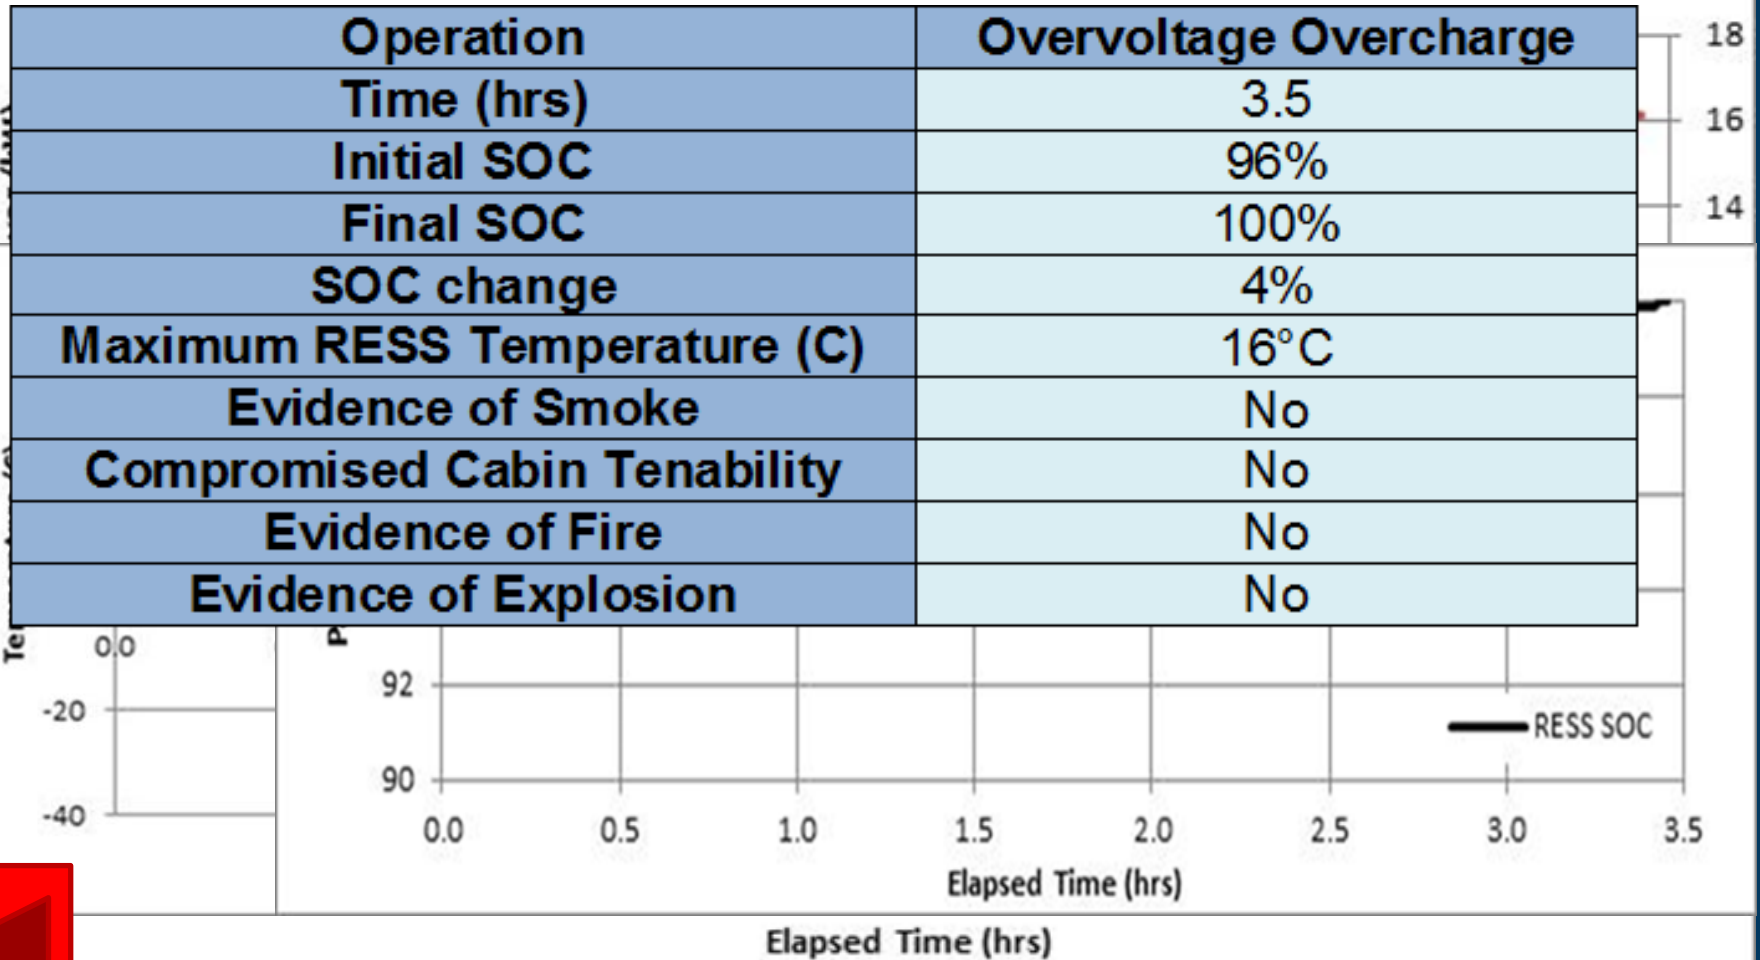 Operation Overvoltage Overcharge
Time (hrs) 3.5
Initial SOC 96%
Final SOC 100%
SOC change 4%
Maximum RESS Temperature (C) 16°C
Evidence of Smoke No
Compromised Cabin Tenability No
Evidence of Fire No
Evidence of Explosion No
18
16
14
0.0
-20
-40
92
90
RESS SOC
0.0 0.5 1.0 1.5 2.0 2.5 3.0 3.5
Elapsed Time (hrs)
Elapsed Time (hrs)